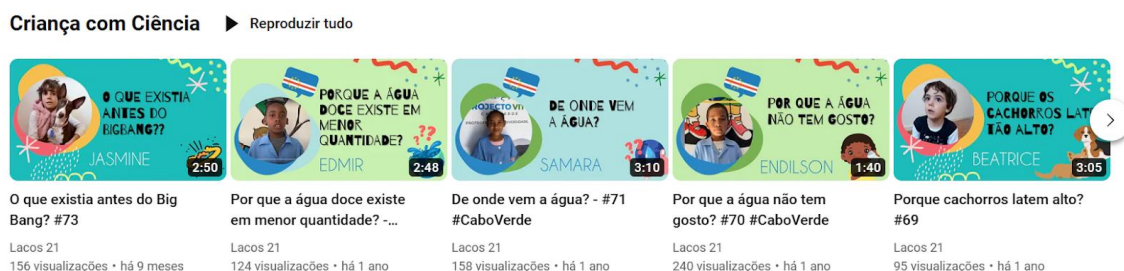 Criança com Ciência
Reproduzir tudo
O QUE EXISTIA
ANTES DO
BIGBANG??
JASMINE
2:50
PORQUE A ÁGUA
DOCE EXISTE EM
MENOR
QUANTIDADE?
EDMIR
??
2:48
PROJECTO
DE ONDE VEM
A ÁGUA?
SAMARA
3:10
POR QUE A ÁGUA
NÃO TEM GOSTO?
ENDILSON
1:40
PORQUE OS
CACHORROS LAT
TÃO ALTO?
BEATRICE
3:05
O que existia antes do Big
Bang? #73
Lacos 21
156 visualizações • há 9 meses
Por que a água doce existe
em menor quantidade? -...
Lacos 21
124 visualizações • há 1 ano
De onde vem a água? - #71
#CaboVerde
Lacos 21
158 visualizações • há 1 ano
Por que a água não tem
gosto? #70 #CaboVerde
Lacos 21
240 visualizações • há 1 ano
Porque cachorros latem alto?
#69
Lacos 21
95 visualizações • há 1 ano